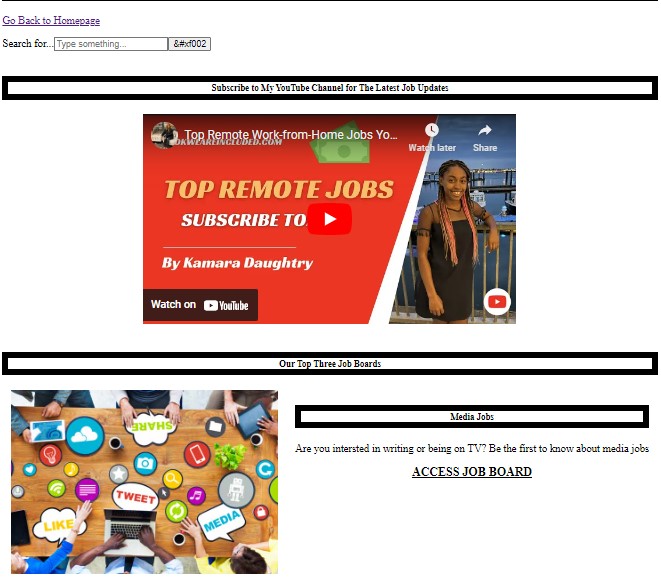 Go Back to Homepage
Search for... Type something... &#xf002
Subscribe to My YouTube Channel for The Latest Job Updates
Top Remote Work-from-Home Jobs Yo...
OKWEAREINCLUDED.COM
Watch later
Share
TOP REMOTE JOBS
SUBSCRIBE TO
By Kamara Daughtry
Watch on YouTube
Our Top Three Job Boards
SHARE
TWEET
LIKE
MEDIA
Media Jobs
Are you intersted in writing or being on TV? Be the first to know about media jobs
ACCESS JOB BOARD